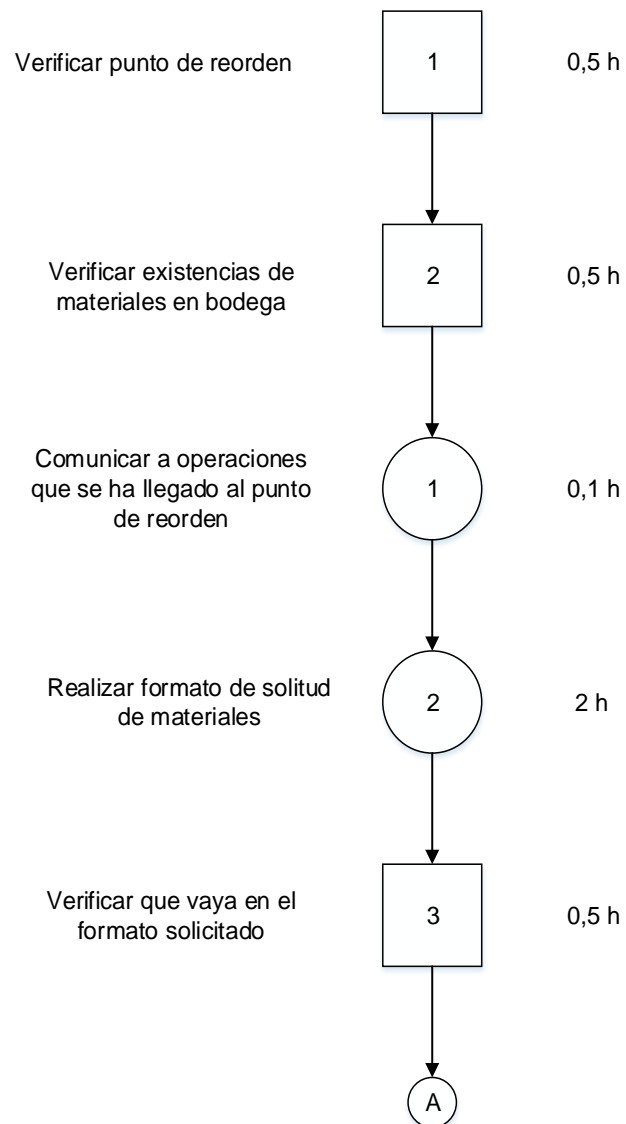 Verificar punto de reorden
1
0,5 h
Verificar existencias de
materiales en bodega
2
0,5 h
Comunicar a operaciones
que se ha llegado al punto
de reorden
1
0,1 h
Realizar formato de solitud
de materiales
2
2 h
Verificar que vaya en el
formato solicitado
3
0,5 h
A